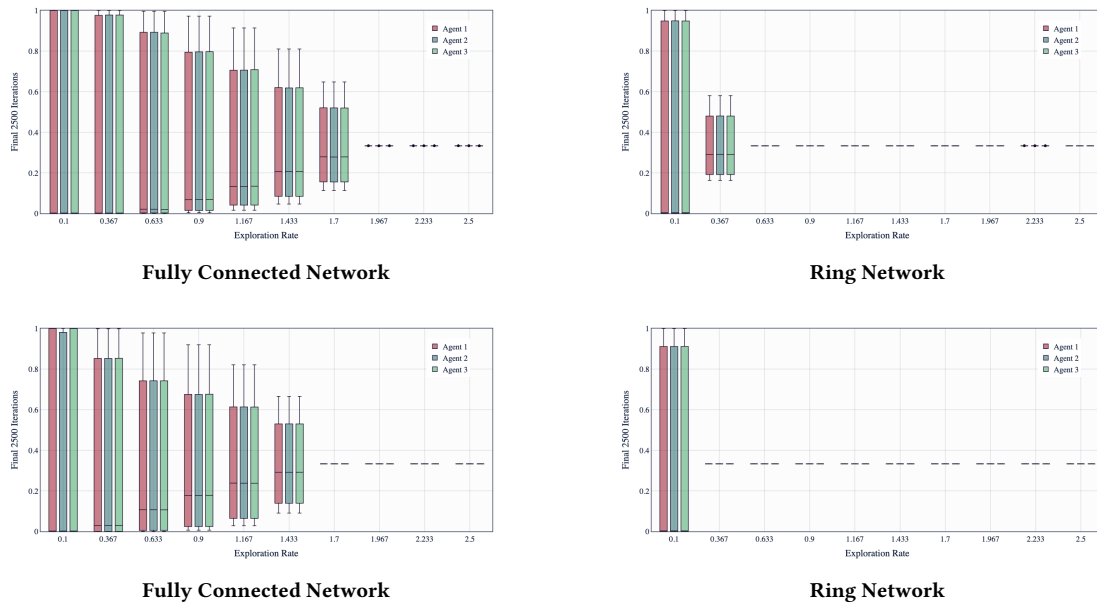 1
0.8
0.6
0.4
0.2
0
Final 2500 Iterations
Agent 1
Agent 2
Agent 3
0.1 0.367 0.633 0.9 1.167 1.433 1.7 1.967 2.233 2.5
Exploration Rate
Fully Connected Network
1
0.8
0.6
0.4
0.2
0
Final 2500 Iterations
Agent 1
Agent 2
Agent 3
0.1 0.367 0.633 0.9 1.167 1.433 1.7 1.967 2.233 2.5
Exploration Rate
Ring Network
1
0.8
0.6
0.4
0.2
0
Final 2500 Iterations
Agent 1
Agent 2
Agent 3
0.1 0.367 0.633 0.9 1.167 1.433 1.7 1.967 2.233 2.5
Exploration Rate
Fully Connected Network
1
0.8
0.6
0.4
0.2
0
Final 2500 Iterations
Agent 1
Agent 2
Agent 3
0.1 0.367 0.633 0.9 1.167 1.433 1.7 1.967 2.233 2.5
Exploration Rate
Ring Network